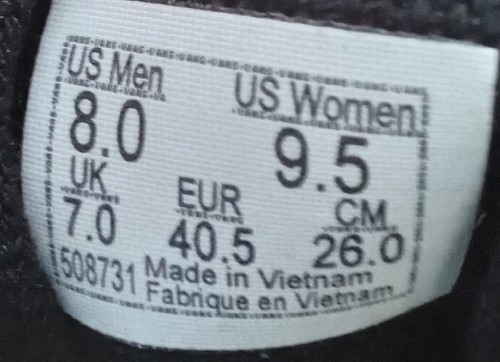 US Men US Women
8.0 9.5
UK EUR CM
7.0 40.5 26.0
508731 Made in Vietnam
Fabrique en Vietnam